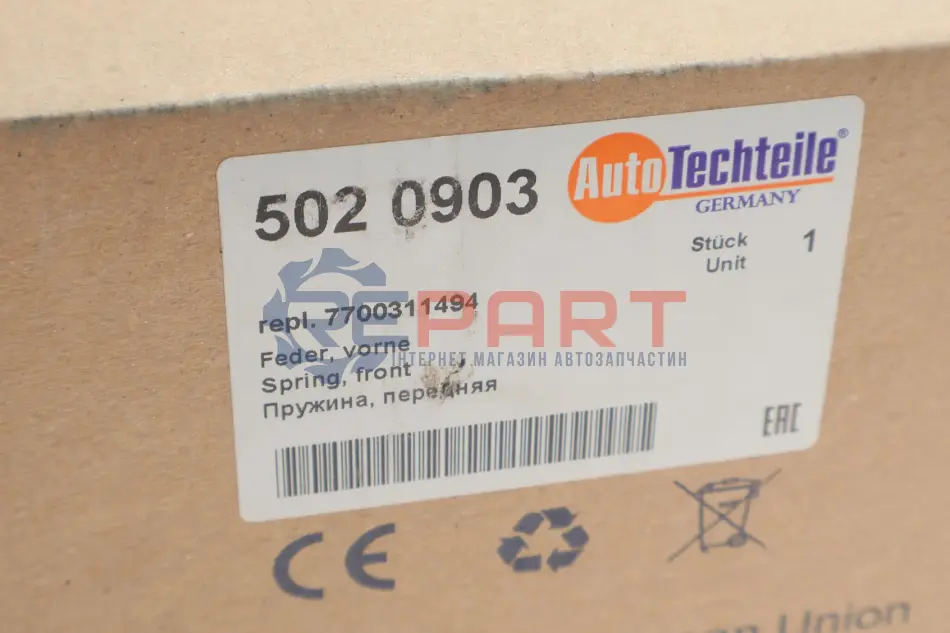 502 0903
AutoTechteile®
GERMANY
Stück 1
Unit
repl. 7700311494
REPART
ІНТЕРНЕТ МАГАЗИН АВТОЗАПЧАСТИН
Feder, vorne
Spring, front
Пружина, передняя
EAC
CE
Union